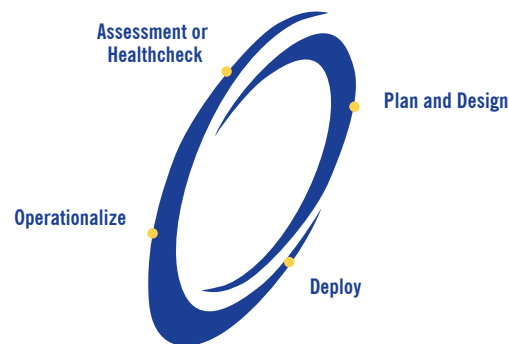 Assessment or
Healthcheck
Plan and Design
Operationalize
Deploy